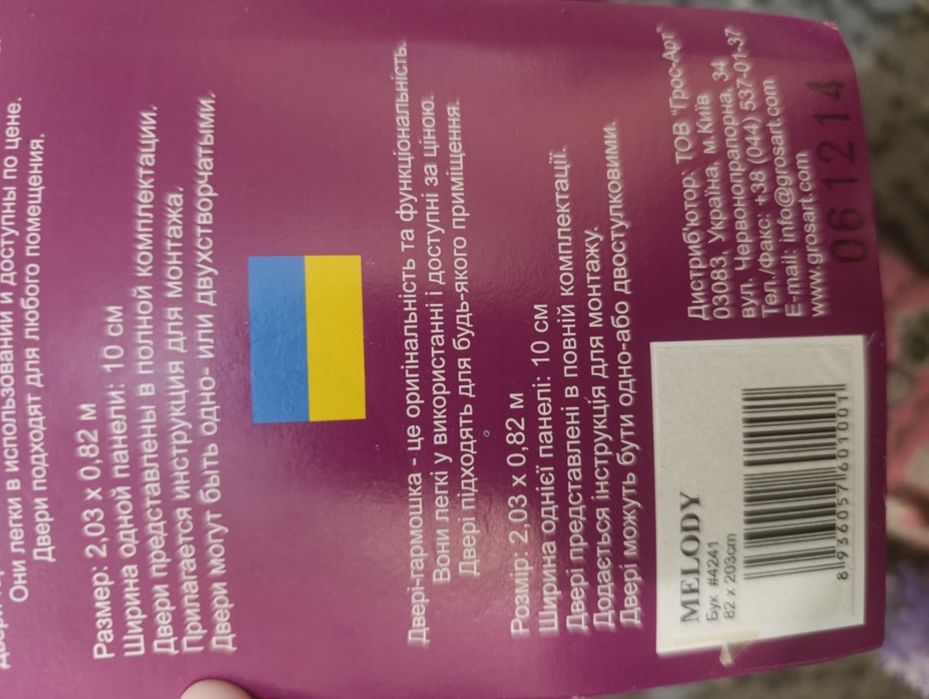 Они легки в использовании и доступны по цене.
Двери подходят для любого помещения.
Размер: 2,03 x 0,82 м
Ширина одной панели: 10 см
Двери представлены в полной комплектации.
Прилагается инструкция для монтажа.
Двери могут быть одно- или двухстворчатыми.
Двері-гармошка - це оригінальність та функціональність.
Вони легкі у використанні і доступні за ціною.
Двері підходять для будь-якого приміщення.
Розмір: 2,03 x 0,82 м
Ширина однієї панелі: 10 см
Двері представлені в повній комплектації.
Додається інструкція для монтажу.
Двері можуть бути одно-або двостулковими.
MELODY
Бук #4241
82 x 203cm
8 936057 601001
Дистриб'ютор: ТОВ "Грос-Арт"
03083, Україна, м.Київ
вул. Червонопрапорна, 34
Тел./Факс: +38 (044) 537-01-37
E-mail: info@grosart.com
www.grosart.com
061214